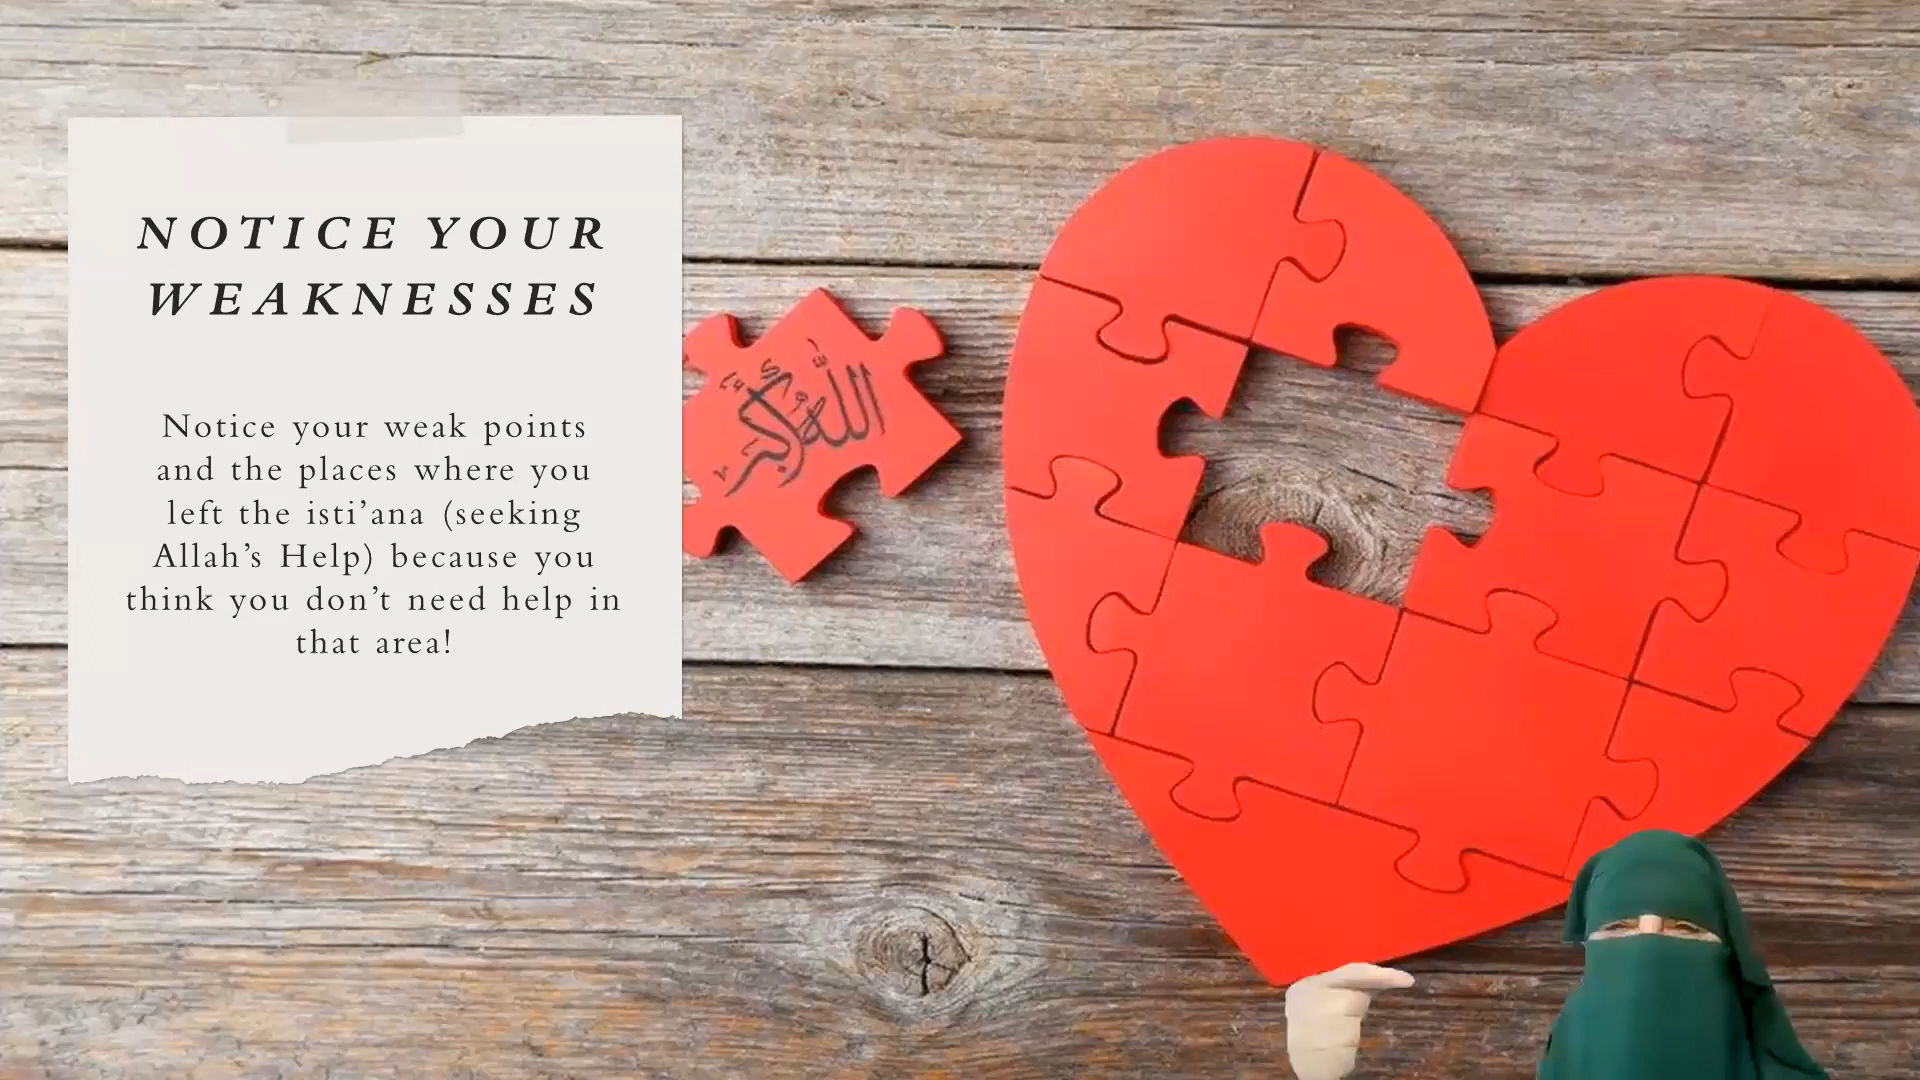 NOTICE YOUR
WEAKNESSES
Notice your weak points
and the places where you
left the isti’ana (seeking
Allah’s Help) because you
think you don’t need help in
that area!
الله أكبر